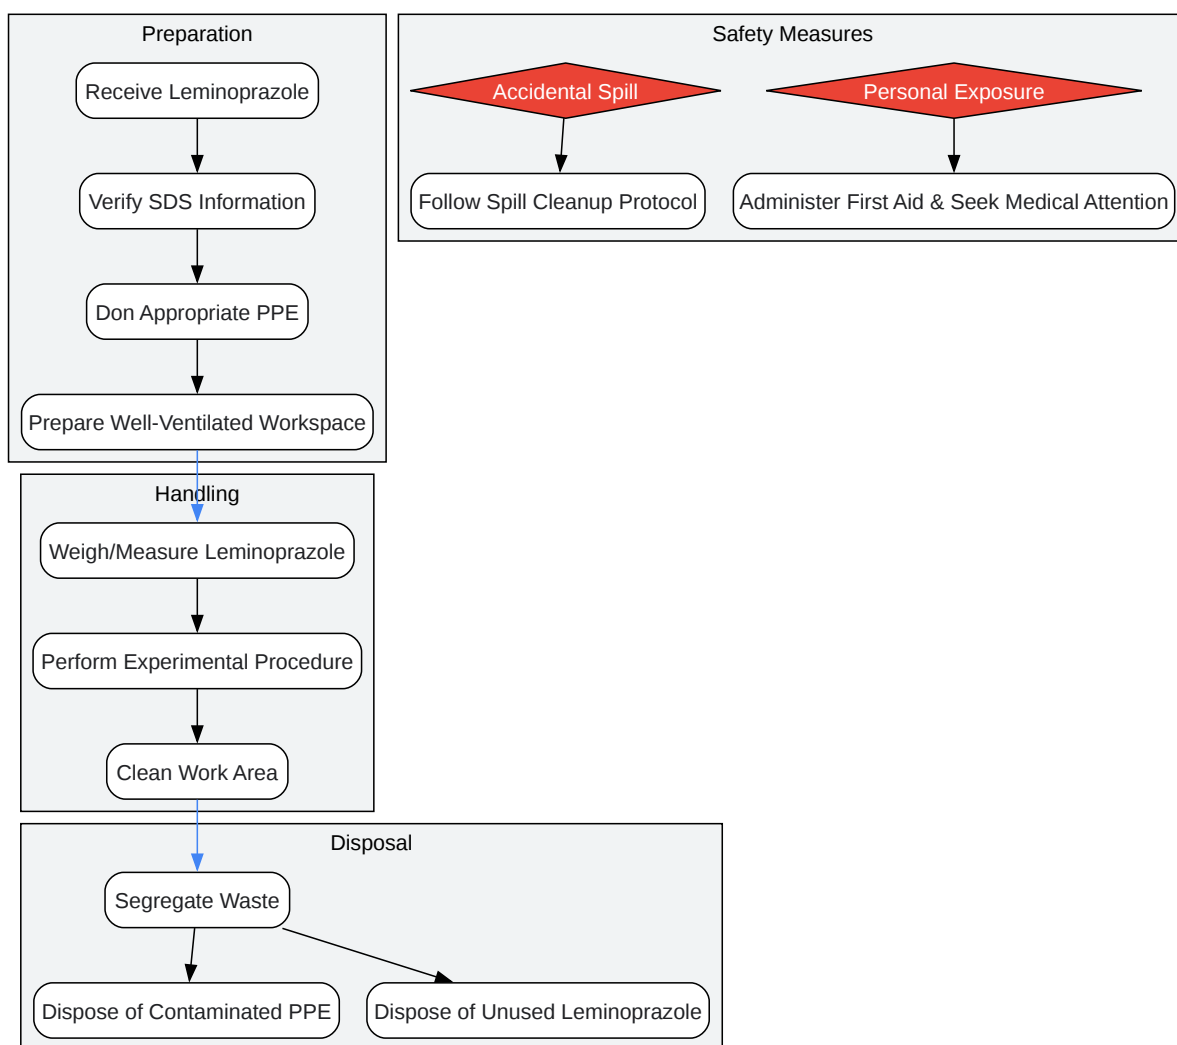 Preparation
Receive Leminoprazole
Verify SDS Information
Don Appropriate PPE
Prepare Well-Ventilated Workspace
Safety Measures
Accidental Spill
Personal Exposure
Follow Spill Cleanup Protocol
Administer First Aid & Seek Medical Attention
Handling
Weigh/Measure Leminoprazole
Perform Experimental Procedure
Clean Work Area
Disposal
Segregate Waste
Dispose of Contaminated PPE
Dispose of Unused Leminoprazole